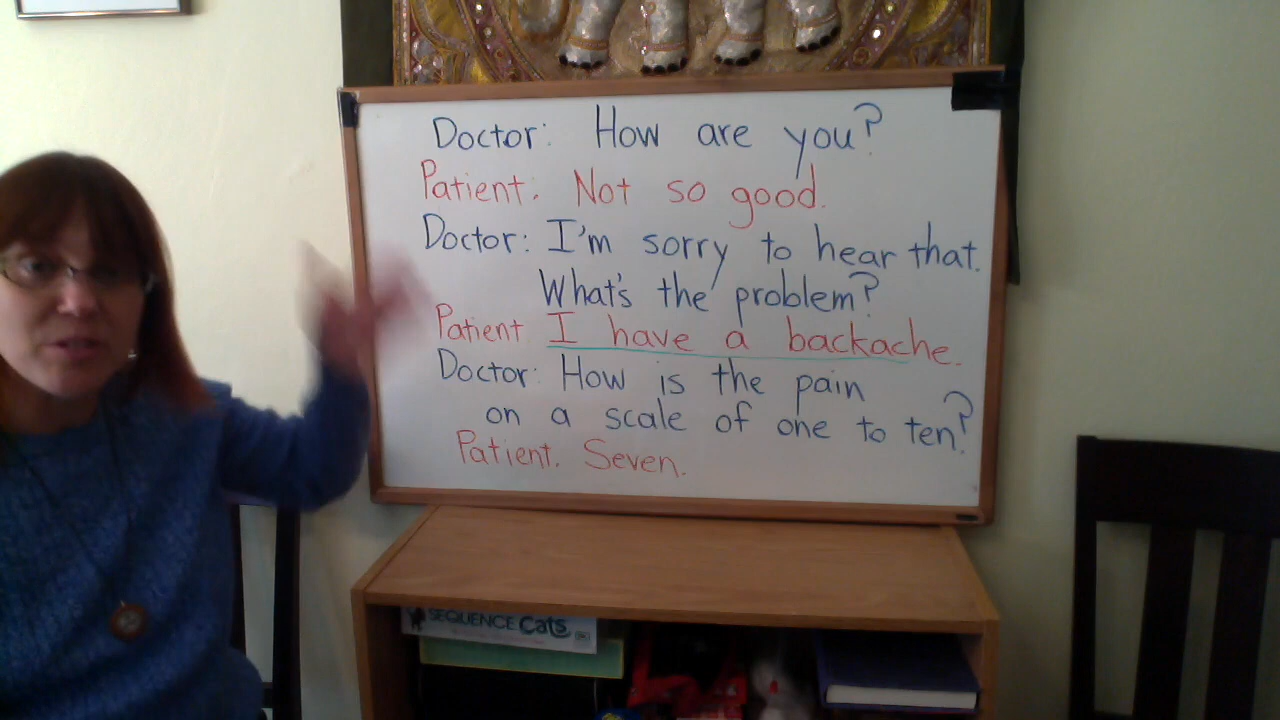 Doctor: How are you?
Patient: Not so good.
Doctor: I'm sorry to hear that.
What's the problem?
Patient I have a backache.
Doctor: How is the pain
on a scale of one to ten?
Patient. Seven.
SEQUENCE Cats